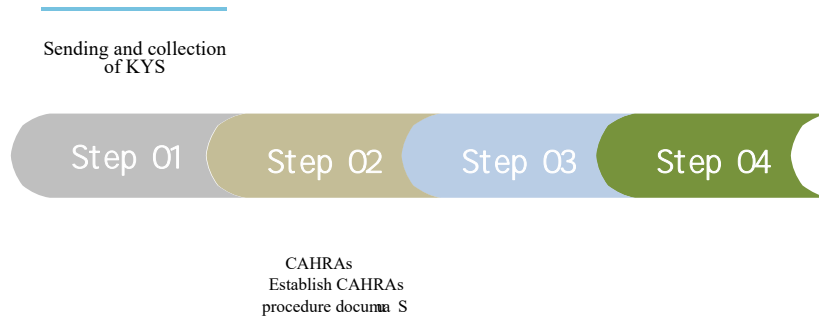 Sending and collection
of KYS
Step 01
Step 02
Step 03
Step 04
CAHRAs
Establish CAHRAs
procedure